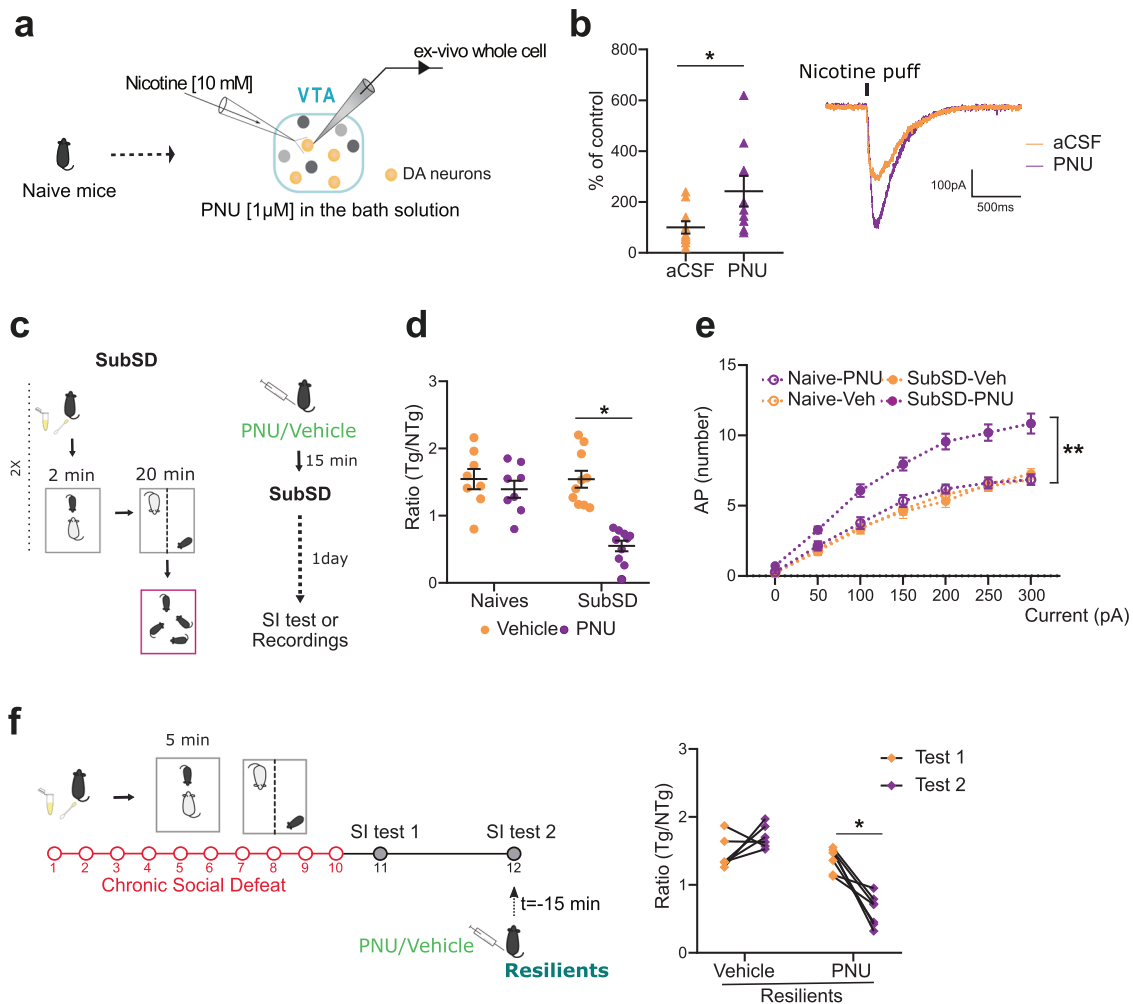 a
ex-vivo whole cell
Nicotine [10 mM]
VTA
Naive mice
DA neurons
PNU [1µM] in the bath solution
b
800
600
400
200
0
% of control
*
aCSF
PNU
Nicotine puff
aCSF
PNU
100pA
500ms
c
SubSD
2X
2 min
20 min
PNU/Vehicle
15 min
SubSD
1day
SI test or
Recordings
d
3
2
1
0
Ratio (Tg/NTg)
*
Naives
SubSD
Vehicle
PNU
e
15
10
5
0
AP (number)
Naive-PNU
SubSD-Veh
Naive-Veh
SubSD-PNU
**
0
50
100
150
200
250
300
Current (pA)
f
5 min
SI test 1
SI test 2
1
2
3
4
5
6
7
8
9
10
11
12
Chronic Social Defeat
t=-15 min
PNU/Vehicle
Resilients
3
2
1
0
Ratio (Tg/NTg)
Test 1
Test 2
*
Vehicle
PNU
Resilients